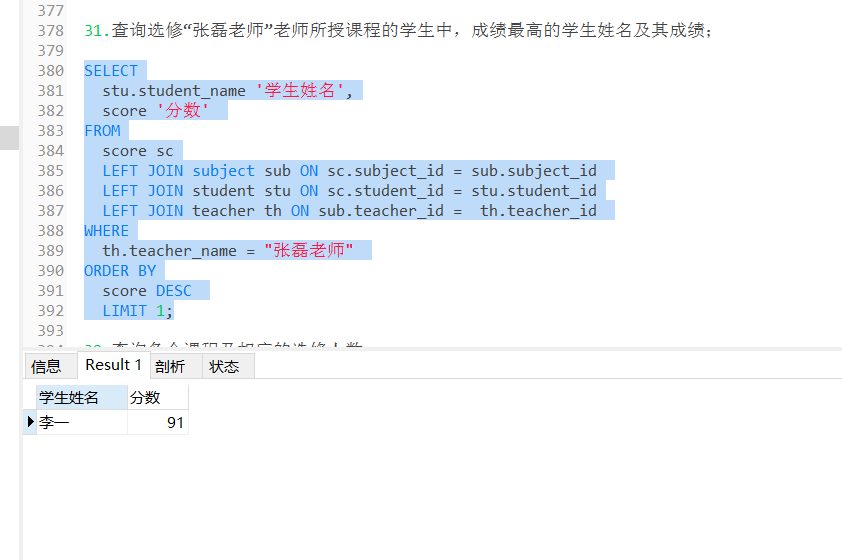 377
378 31.查询选修“张磊老师”老师所授课程的学生中，成绩最高的学生姓名及其成绩；
379
380 SELECT
381 stu.student_name '学生姓名',
382 score '分数'
383 FROM
384 score sc
385 LEFT JOIN subject sub ON sc.subject_id = sub.subject_id
386 LEFT JOIN student stu ON sc.student_id = stu.student_id
387 LEFT JOIN teacher th ON sub.teacher_id =  th.teacher_id
388 WHERE
389 th.teacher_name = "张磊老师"
390 ORDER BY
391 score DESC
392 LIMIT 1;
393
信息 Result 1 剖析 状态
学生姓名 分数
李一 91